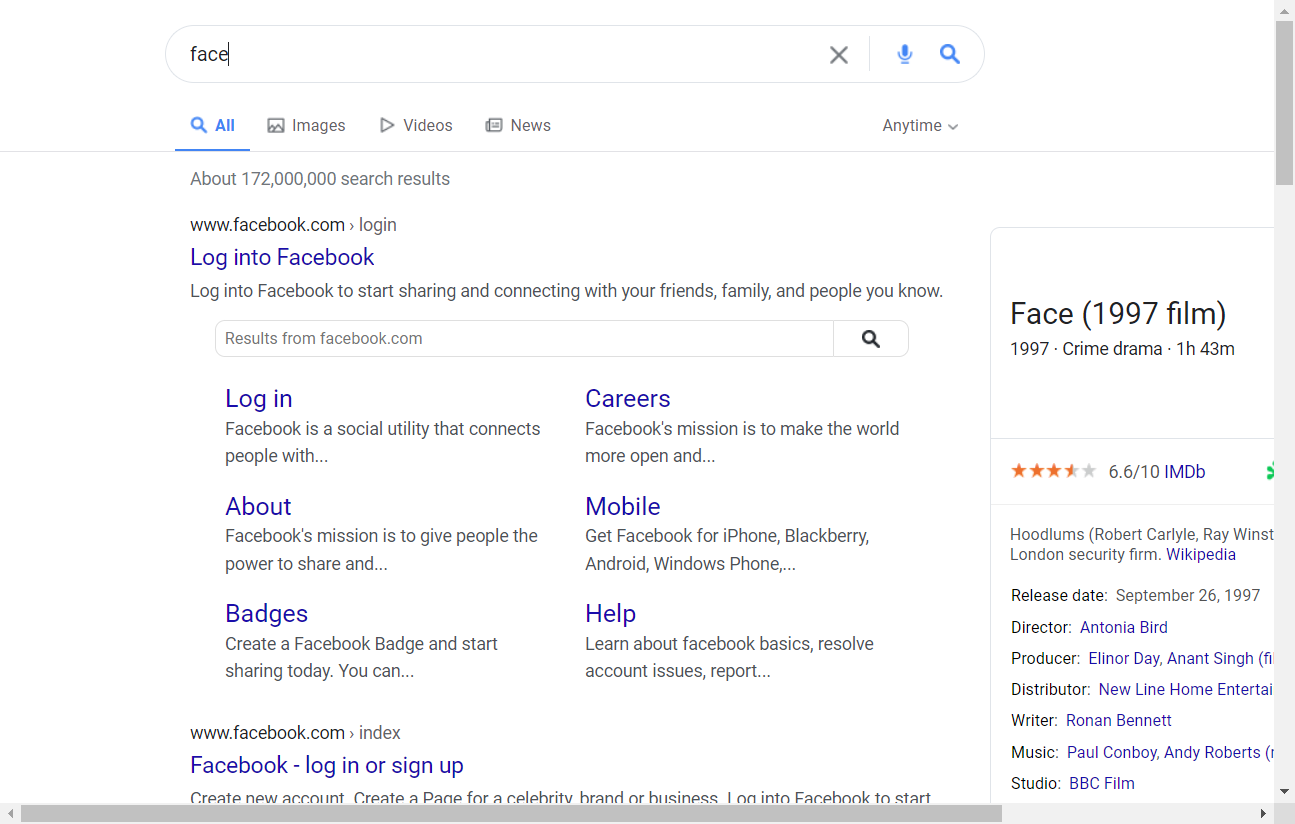 face
All Images Videos News Anytime
About 172,000,000 search results
www.facebook.com › login
Log into Facebook
Log into Facebook to start sharing and connecting with your friends, family, and people you know.
Results from facebook.com
Log in
Facebook is a social utility that connects
people with...
Careers
Facebook's mission is to make the world
more open and...
About
Facebook's mission is to give people the
power to share and...
Mobile
Get Facebook for iPhone, Blackberry,
Android, Windows Phone,...
Badges
Create a Facebook Badge and start
sharing today. You can...
Help
Learn about facebook basics, resolve
account issues, report...
www.facebook.com › index
Facebook - log in or sign up
Create new account. Create a Page for a celebrity, brand or business. Log into Facebook to start
Face (1997 film)
1997 · Crime drama · 1h 43m
6.6/10 IMDb
Hoodlums (Robert Carlyle, Ray Winst
London security firm. Wikipedia
Release date: September 26, 1997
Director: Antonia Bird
Producer: Elinor Day, Anant Singh (fil
Distributor: New Line Home Entertai
Writer: Ronan Bennett
Music: Paul Conboy, Andy Roberts (
Studio: BBC Film